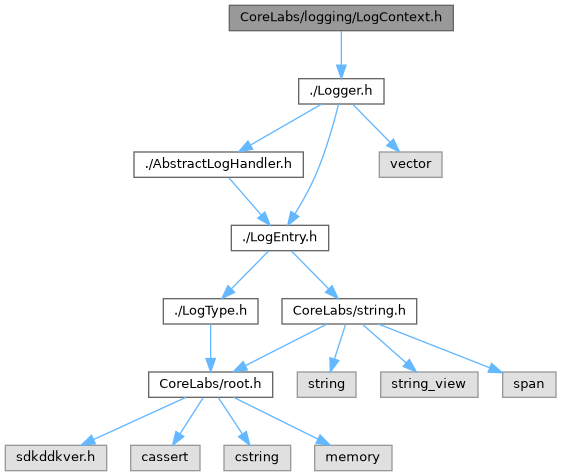 CoreLabs/logging/LogContext.h
./Logger.h
./AbstractLogHandler.h
vector
./LogEntry.h
./LogType.h
CoreLabs/string.h
CoreLabs/root.h
string
string_view
span
sdkddkver.h
cassert
cstring
memory